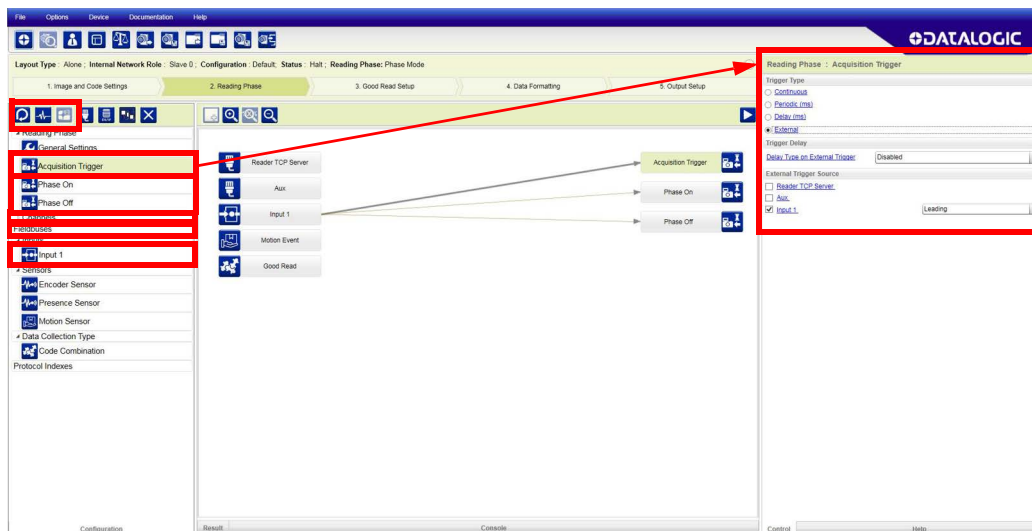 File Options Device Documentation Help
DATALOGIC
Layout Type : Alone ; Internal Network Role : Slave 0 ; Configuration : Default; Status : Halt ; Reading Phase: Phase Mode
1. Image and Code Settings 2. Reading Phase 3. Good Read Setup 4. Data Formatting 5. Output Setup
Reading Phase
General Settings
Acquisition Trigger
Phase On
Phase Off
Channels
Fieldbuses
Inputs
Input 1
Sensors
Encoder Sensor
Presence Sensor
Motion Sensor
Data Collection Type
Code Combination
Protocol Indexes
Configuration
Reader TCP Server
Aux
Input 1
Motion Event
Good Read
Acquisition Trigger
Phase On
Phase Off
Result Console
Reading Phase : Acquisition Trigger
Trigger Type
Continuous
Periodic (ms)
Delay (ms)
External
Trigger Delay
Delay Type on External Trigger Disabled
External Trigger Source
Reader TCP Server
Aux
Input 1 Leading
Control Help